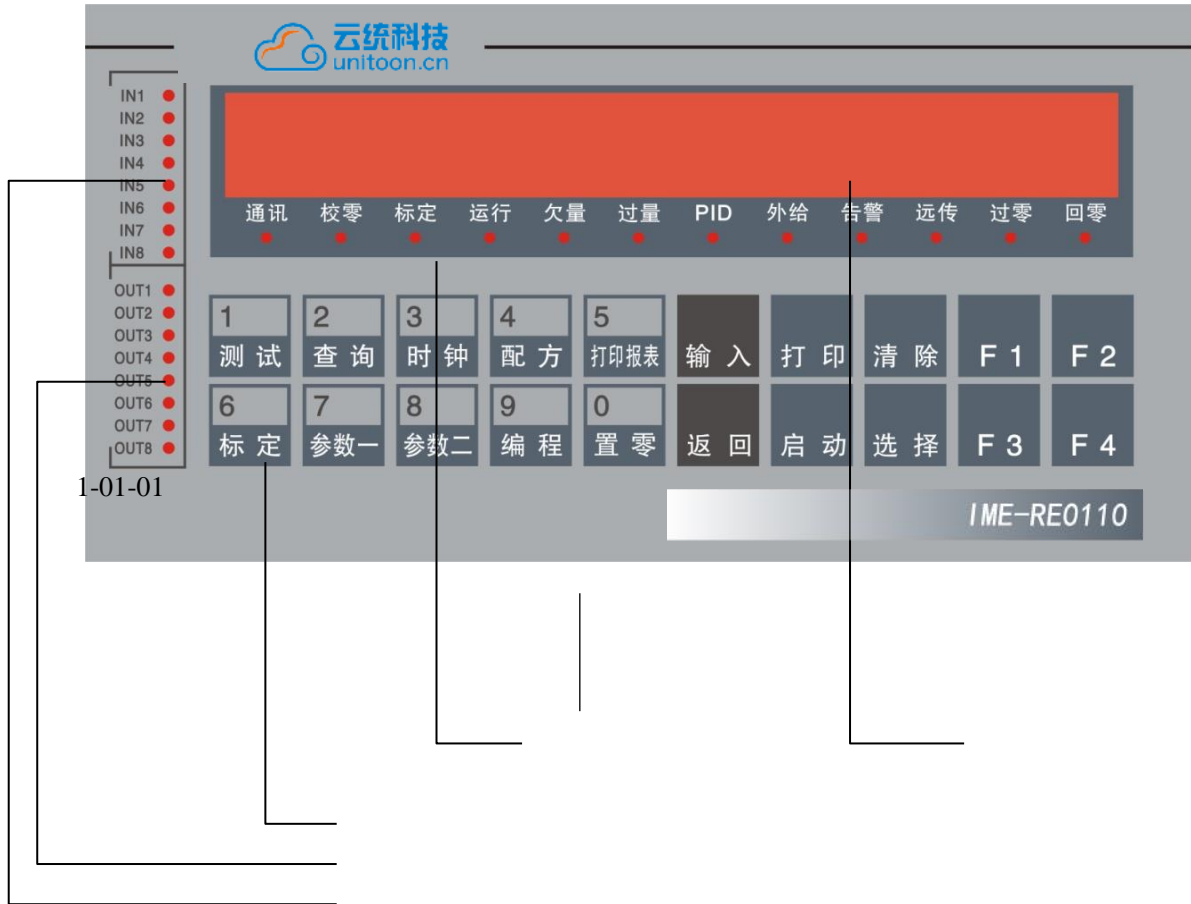 云统科技
unitoon.cn
IN1
IN2
IN3
IN4
IN5
IN6
IN7
IN8
通讯 校零 标定 运行 欠量 过量 PID 外给 告警 远传 过零 回零
OUT1
OUT2
OUT3
OUT4
OUT5
OUT6
OUT7
OUT8
1 2 3 4 5
测试 查询 时钟 配方 打印报表 输入 打印 清除 F1 F2
6 7 8 9 0
标定 参数一 参数二 编程 置零 返回 启动 选择 F3 F4
1-01-01
IME-RE0110